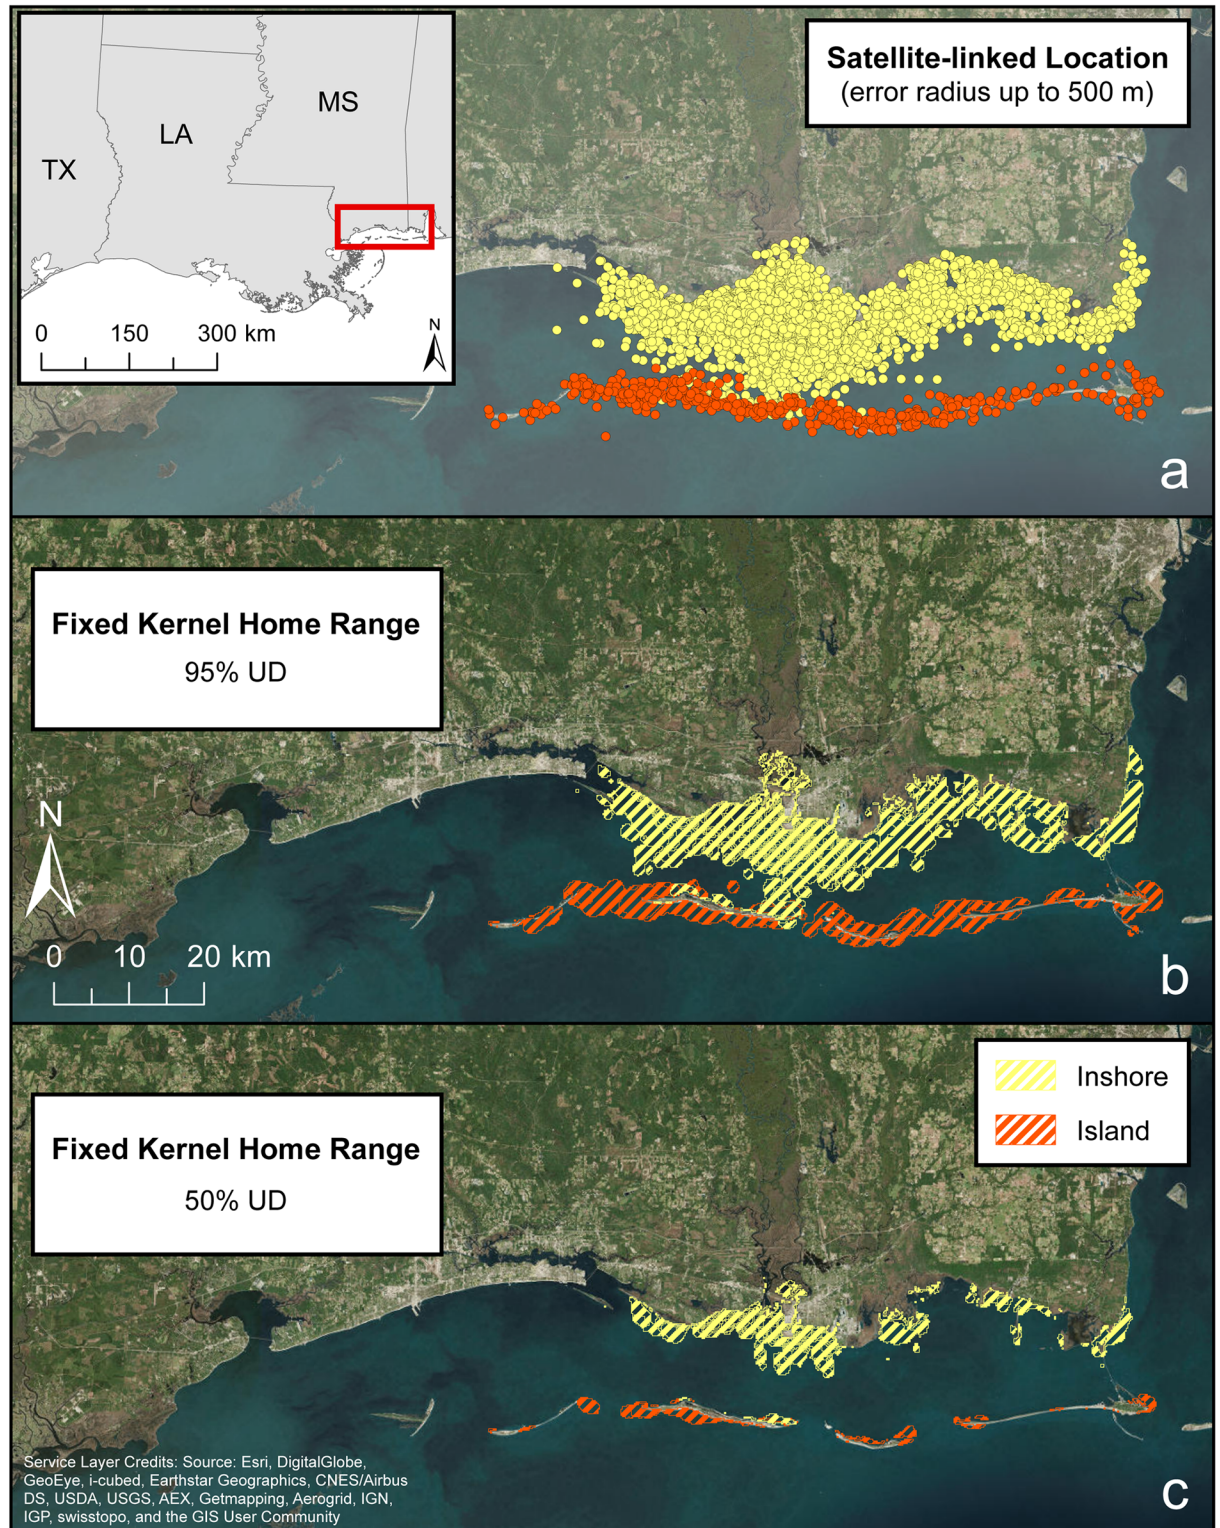 TX
LA
MS
0 150 300 km
N
Satellite-linked Location
(error radius up to 500 m)
a
Fixed Kernel Home Range
95% UD
N
0 10 20 km
b
Fixed Kernel Home Range
50% UD
Inshore
Island
Service Layer Credits: Source: Esri, DigitalGlobe,
GeoEye, i-cubed, Earthstar Geographics, CNES/Airbus
DS, USDA, USGS, AEX, Getmapping, Aerogrid, IGN,
IGP, swisstopo, and the GIS User Community
c